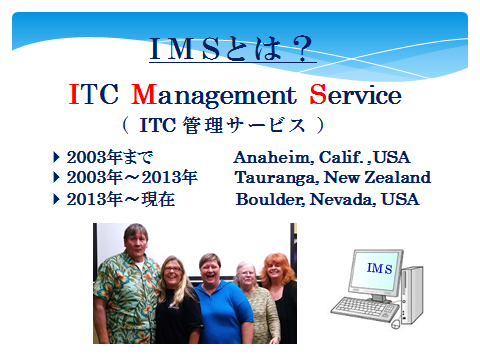 IMSとは？
ITC Management Service
（ ITC 管理サービス ）
2003年まで Anaheim, Calif. ,USA
2003年～2013年 Tauranga, New Zealand
2013年～現在 Boulder, Nevada, USA
IMS